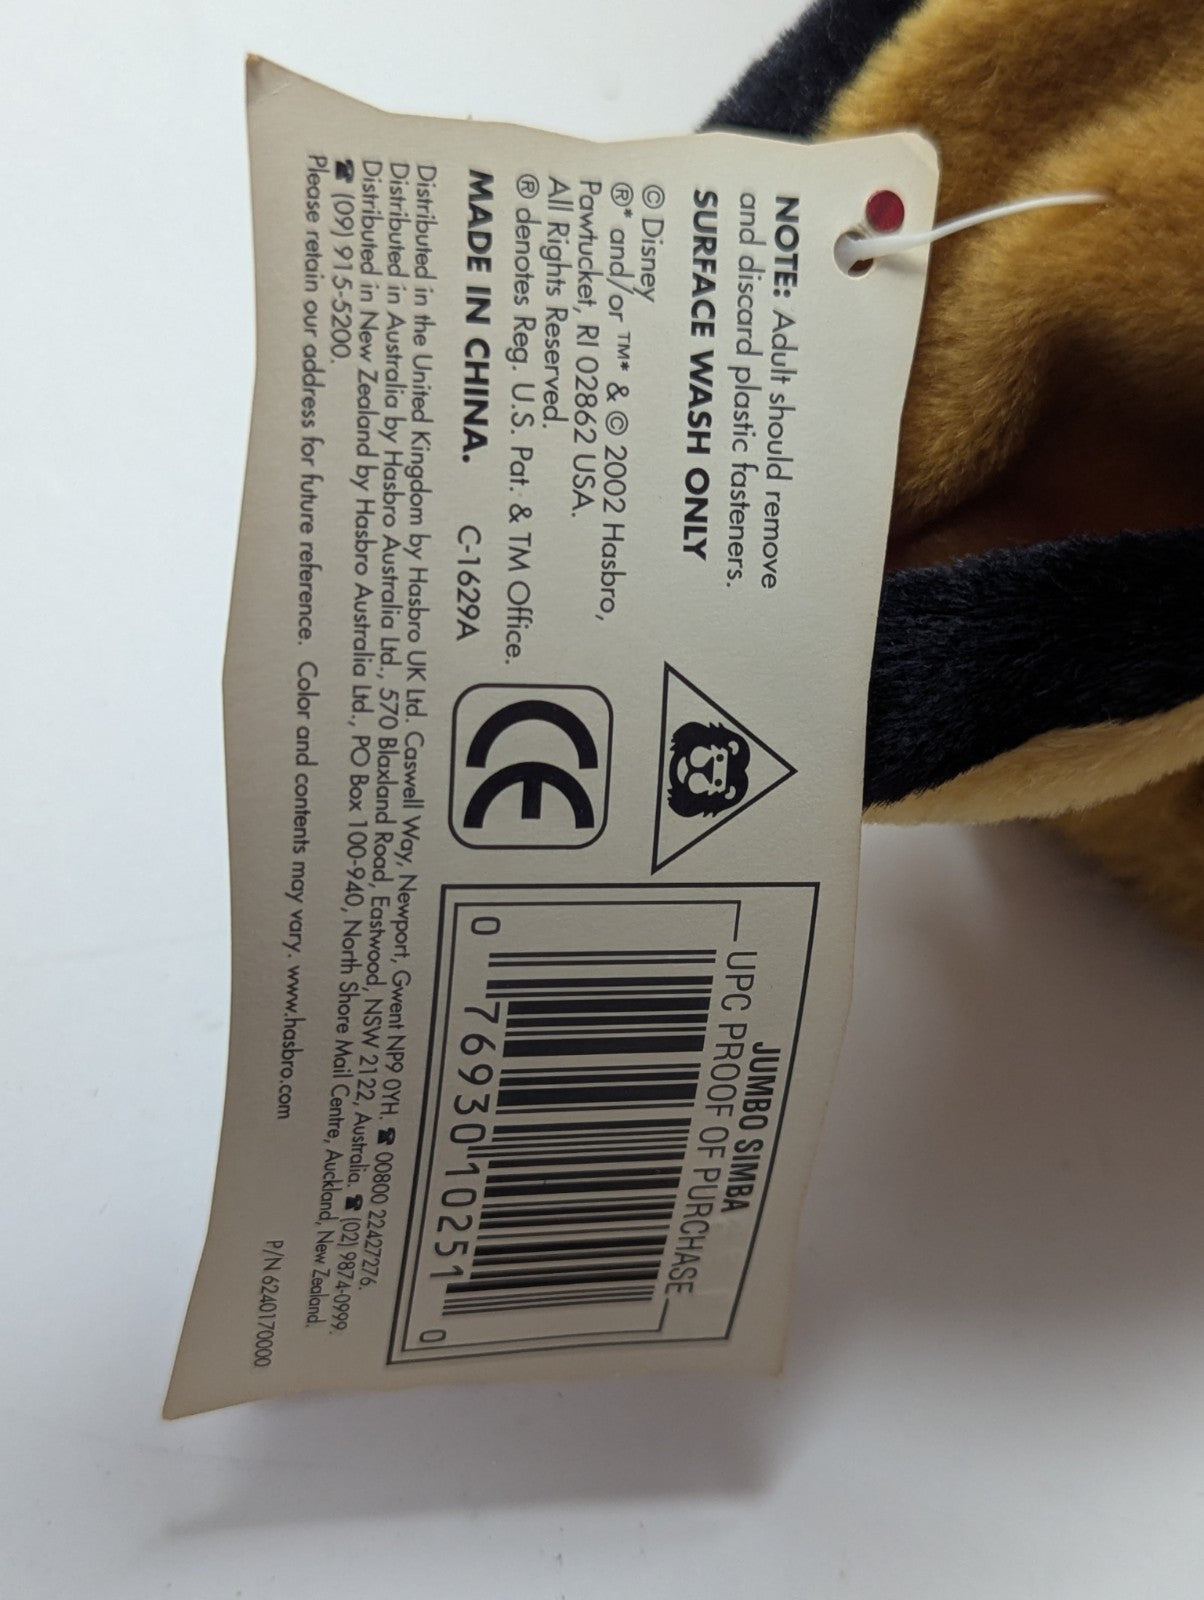 NOTE: Adult should remove
and discard plastic fasteners.
SURFACE WASH ONLY
© Disney
®* and/or ™* & © 2002 Hasbro,
Pawtucket, RI 02862 USA.
All Rights Reserved.
® denotes Reg. U.S. Pat. & TM Office.
MADE IN CHINA. C-1629A
CE
JUMBO SIMBA
UPC PROOF OF PURCHASE
0 76930 10251 0
Distributed in the United Kingdom by Hasbro UK Ltd. Caswell Way, Newport, Gwent NP9 0YH. ☎ 00800 22427276.
Distributed in Australia by Hasbro Australia Ltd., 570 Blaxland Road, Eastwood, NSW 2122, Australia. ☎ (02) 9874-0999.
Distributed in New Zealand by Hasbro Australia Ltd., PO Box 100-940, North Shore Mail Centre, Auckland, New Zealand.
☎ (09) 915-5200.
Please retain our address for future reference. Color and contents may vary. www.hasbro.com
P/N 6240170000